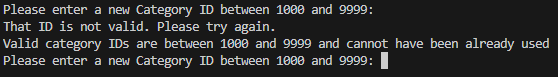 Please enter a new Category ID between 1000 and 9999:
That ID is not valid. Please try again.
Valid category IDs are between 1000 and 9999 and cannot have been already used
Please enter a new Category ID between 1000 and 9999: